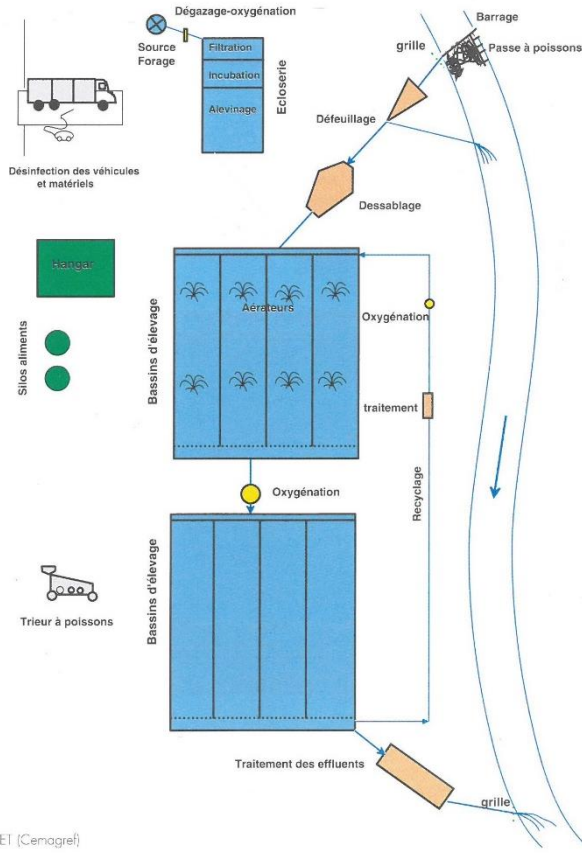 Dégazage-oxygénation
Source
Forage
Filtration
Incubation
Alevinage
Ecloserie
Barrage
grille
Passe à poissons
Défeuillage
Dessablage
Désinfection des véhicules
et matériels
Hangar
Silos aliments
Bassins d'élevage
Aérateurs
Oxygénation
traitement
Recyclage
Oxygénation
Bassins d'élevage
Trieur à poissons
Traitement des effluents
grille
ET (Cemagref)